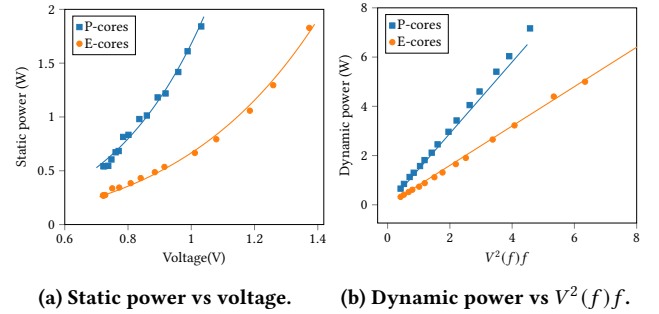 P-cores
E-cores
Static power (W)
2
1.5
1
0.5
0
0.6
0.8
1
1.2
1.4
Voltage(V)
(a) Static power vs voltage.
P-cores
E-cores
Dynamic power (W)
8
6
4
2
0
0
2
4
6
8
V²(f)f
(b) Dynamic power vs V²(f)f.